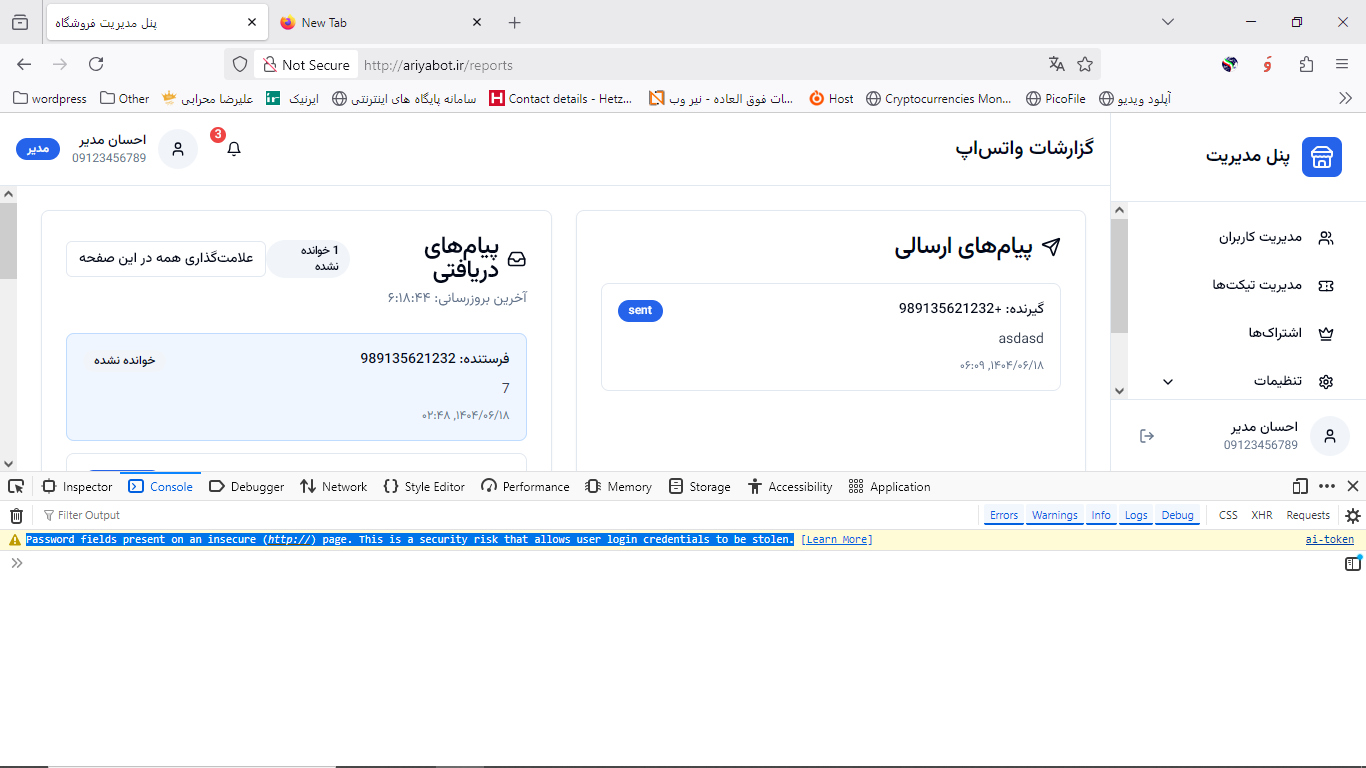 پنل مدیریت فروشگاه
New Tab
Not Secure
http://ariyabot.ir/reports
wordpress
Other
علیرضا محرابی
ایرنیک
سامانه پایگاه های اینترنتی
Contact details - Hetz...
...ات فوق العاده - نیر وب
Host
Cryptocurrencies Mon...
PicoFile
آپلود ویدیو
پنل مدیریت
گزارشات واتس‌اپ
3
احسان مدیر
09123456789
مدیر
مدیریت کاربران
مدیریت تیکت‌ها
اشتراک‌ها
تنظیمات
احسان مدیر
09123456789
پیام‌های ارسالی
گیرنده: +989135621232
sent
asdasd
۱۴۰۴/۰۶/۱۸, ۰۶:۰۹
پیام‌های
دریافتی
1 خوانده
نشده
علامت‌گذاری همه در این صفحه
آخرین بروزرسانی: ۶:۱۸:۴۴
فرستنده: 989135621232
خوانده نشده
7
۱۴۰۴/۰۶/۱۸, ۰۲:۴۸
Inspector
Console
Debugger
Network
Style Editor
Performance
Memory
Storage
Accessibility
Application
Filter Output
Errors
Warnings
Info
Logs
Debug
CSS
XHR
Requests
Password fields present on an insecure (http://) page. This is a security risk that allows user login credentials to be stolen. [Learn More]
ai-token